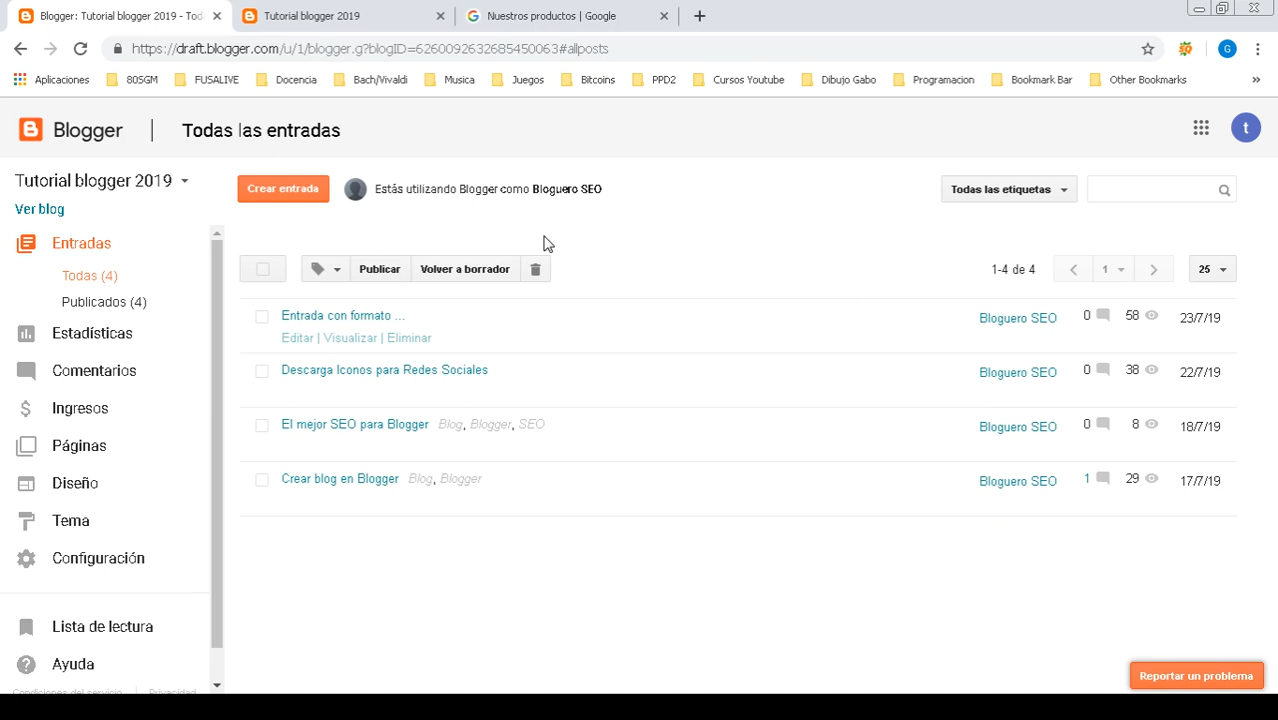 Blogger: Tutorial blogger 2019 - Tod
Tutorial blogger 2019
Nuestros productos | Google
https://draft.blogger.com/u/1/blogger.g?blogID=6260092632685450063#allposts
G
Aplicaciones
80SGM
FUSALIVE
Docencia
Bach/Vivaldi
Musica
Juegos
Bitcoins
PPD2
Cursos Youtube
Dibujo Gabo
Programacion
Bookmark Bar
Other Bookmarks
»
Blogger
Todas las entradas
t
Tutorial blogger 2019
Ver blog
Crear entrada
Estás utilizando Blogger como Bloguero SEO
Todas las etiquetas
Entradas
Todas (4)
Publicados (4)
Estadísticas
Comentarios
Ingresos
Páginas
Diseño
Tema
Configuración
Lista de lectura
Ayuda
Condiciones del servicio
Privacidad
Publicar
Volver a borrador
1-4 de 4
1
25
Entrada con formato ...
Editar | Visualizar | Eliminar
Bloguero SEO 0 58 23/7/19
Descarga Iconos para Redes Sociales
Bloguero SEO 0 38 22/7/19
El mejor SEO para Blogger Blog, Blogger, SEO
Bloguero SEO 0 8 18/7/19
Crear blog en Blogger Blog, Blogger
Bloguero SEO 1 29 17/7/19
Reportar un problema